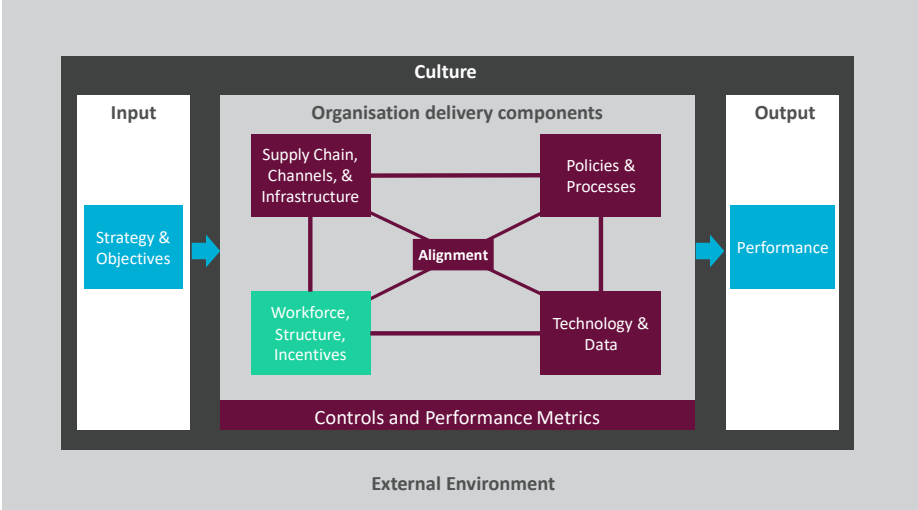 Culture
Input
Organisation delivery components
Output
Supply Chain,
Channels, &
Infrastructure
Policies &
Processes
Strategy &
Objectives
Alignment
Performance
Workforce,
Structure,
Incentives
Technology &
Data
Controls and Performance Metrics
External Environment